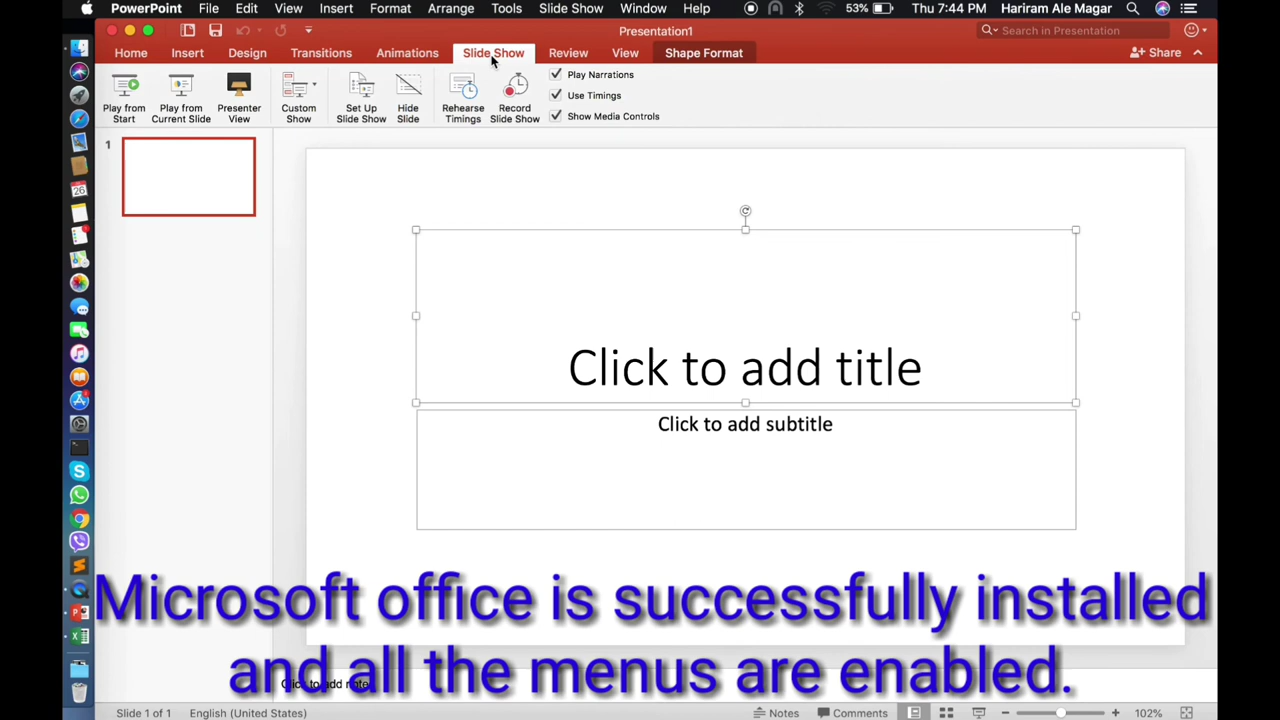 PowerPoint File Edit View Insert Format Arrange Tools Slide Show Window Help 53% Thu 7:44 PM Hariram Ale Magar
Presentation1
Search in Presentation
Home Insert Design Transitions Animations Slide Show Review View Shape Format Share
Play from Start
Play from Current Slide
Presenter View
Custom Show
Set Up Slide Show
Hide Slide
Rehearse Timings
Record Slide Show
Play Narrations
Use Timings
Show Media Controls
1
26
Click to add title
Click to add subtitle
Microsoft office is successfully installed
and all the menus are enabled.
Click to add notes
Slide 1 of 1 English (United States) Notes Comments 102%